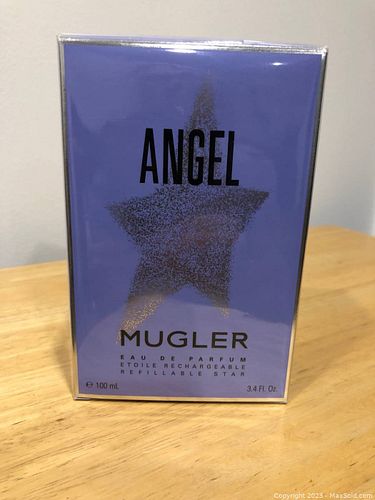 ANGEL
MUGLER
EAU DE PARFUM
ETOILE RECHARGEABLE
REFILLABLE STAR
℮ 100 mL 3.4 Fl. Oz.
Copyright 2023 - MaxSold.com